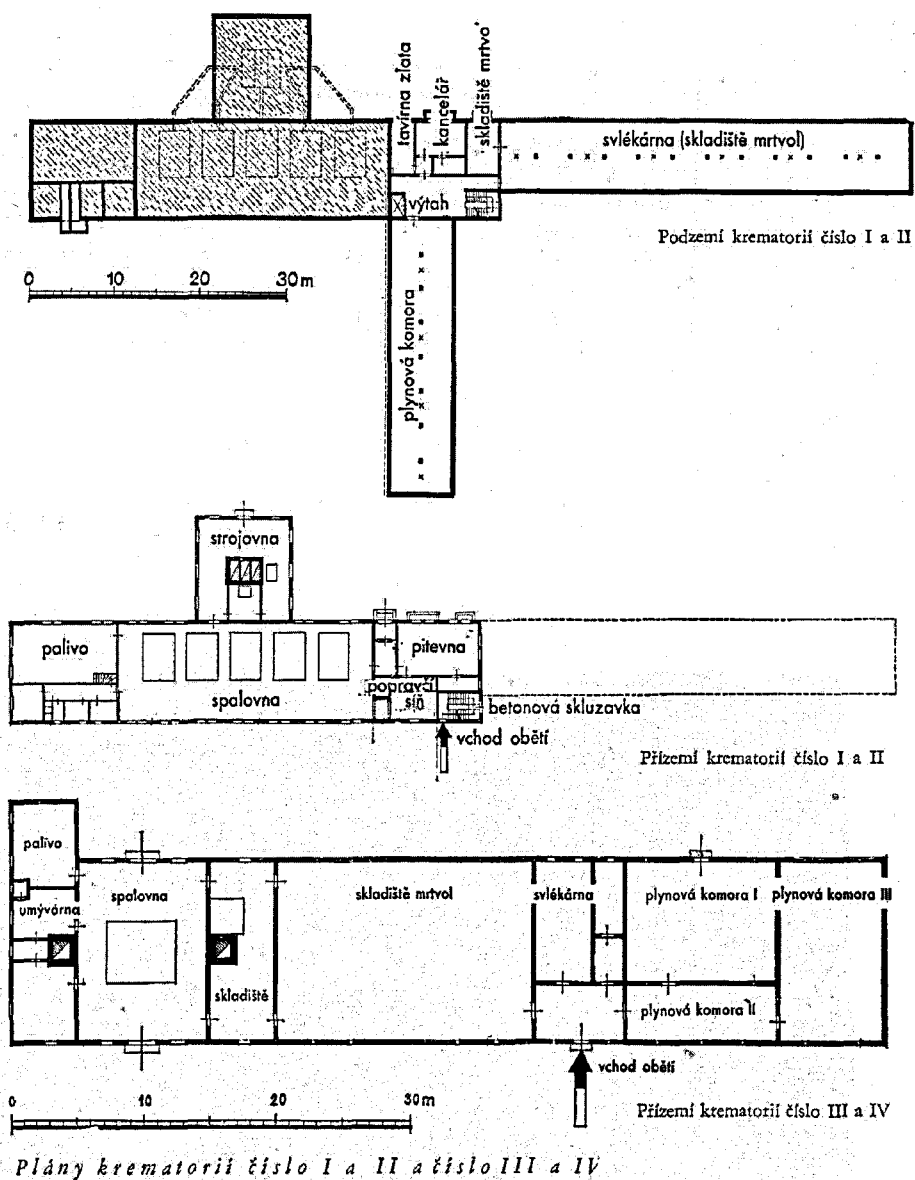 tavírna zlata
kancelář
skladiště mrtvo
svlékárna (skladiště mrtvol)
výtah
Podzemí krematorií číslo I a II
0 10 20 30 m
plynová komora
strojovna
palivo
pitevna
popravčí
síň
spalovna
betonová skluzavka
vchod obětí
Přízemí krematorií číslo I a II
palivo
umývárna
spalovna
skladiště
skladiště mrtvol
svlékárna
plynová komora I
plynová komora III
plynová komora II
vchod obětí
0 10 20 30 m
Přízemí krematorií číslo III a IV
Plány krematorií číslo I a II a číslo III a IV